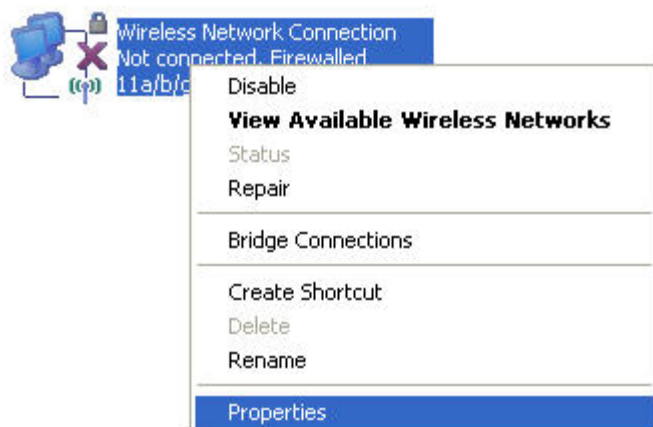 Wireless Network Connection
Not connected, Firewalled
11a/b/g
Disable
View Available Wireless Networks
Status
Repair
Bridge Connections
Create Shortcut
Delete
Rename
Properties